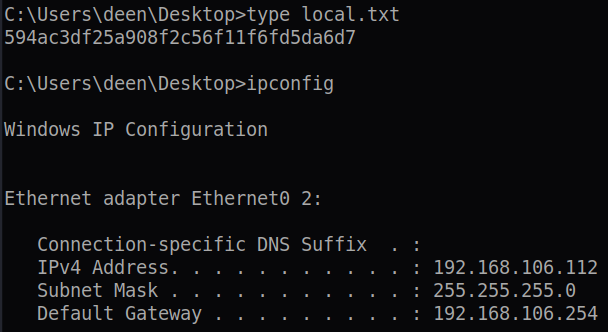 C:\Users\deen\Desktop>type local.txt
594ac3df25a908f2c56f11f6fd5da6d7
C:\Users\deen\Desktop>ipconfig
Windows IP Configuration
Ethernet adapter Ethernet0 2:
Connection-specific DNS Suffix  . :
IPv4 Address. . . . . . . . . . . : 192.168.106.112
Subnet Mask . . . . . . . . . . . : 255.255.255.0
Default Gateway . . . . . . . . . : 192.168.106.254